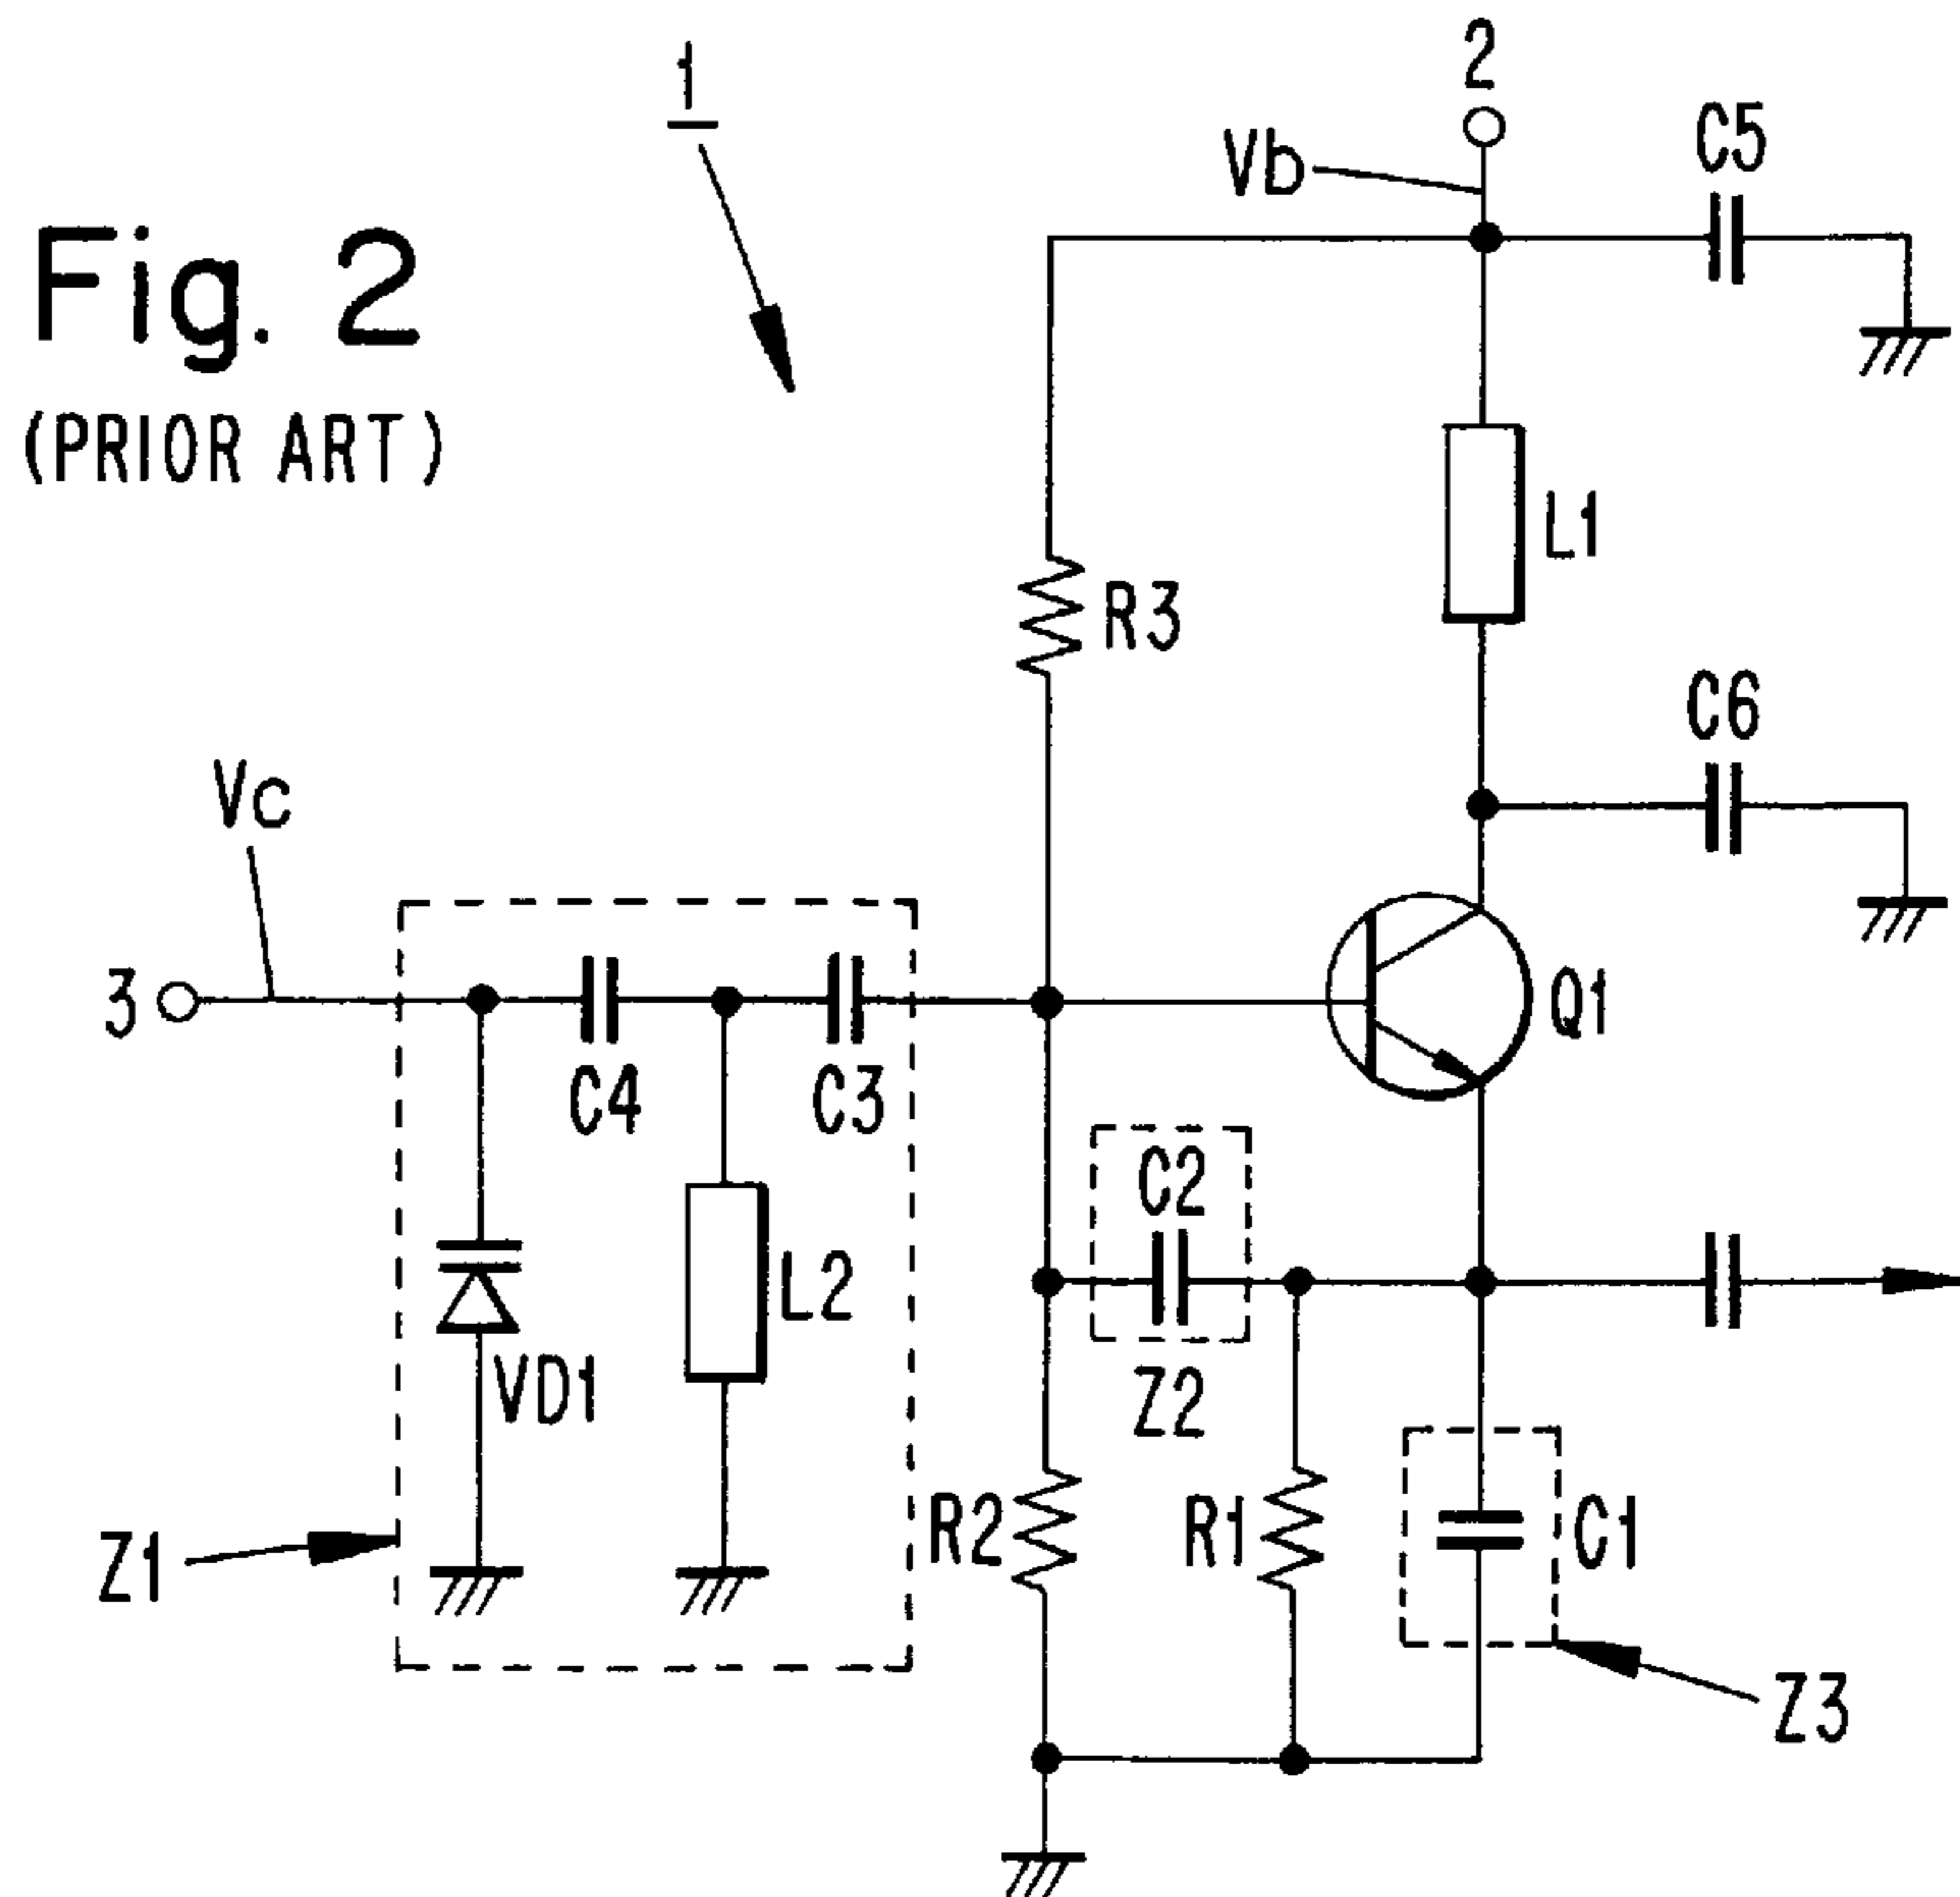 Fig. 2
(PRIOR ART)
1
2
Vb
C5
L1
R3
C6
Vc
3
C4
C3
Q1
C2
L2
VD1
Z2
Z1
R2
R1
C1
Z3